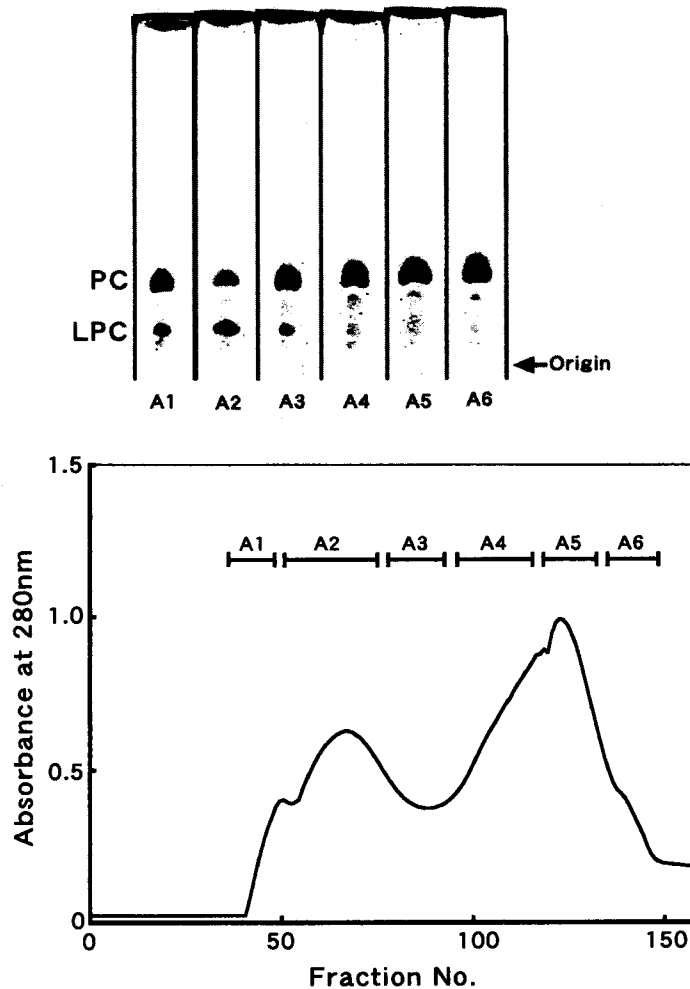 PC
LPC
Origin
A1 A2 A3 A4 A5 A6
1.5
A1 A2 A3 A4 A5 A6
1.0
0.5
0
Absorbance at 280nm
0 50 100 150
Fraction No.